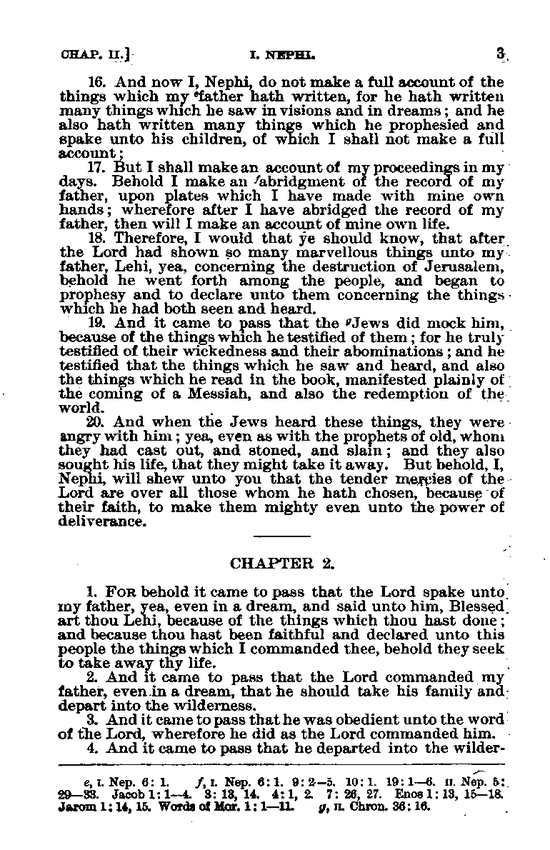 CHAP. II.] I. NEPHI. 3
16. And now I, Nephi, do not make a full account of the
things which my ᵉfather hath written, for he hath written
many things which he saw in visions and in dreams; and he
also hath written many things which he prophesied and
spake unto his children, of which I shall not make a full
account;
17. But I shall make an account of my proceedings in my
days. Behold I make an ᶠabridgment of the record of my
father, upon plates which I have made with mine own
hands; wherefore after I have abridged the record of my
father, then will I make an account of mine own life.
18. Therefore, I would that ye should know, that after
the Lord had shown so many marvellous things unto my
father, Lehi, yea, concerning the destruction of Jerusalem,
behold he went forth among the people, and began to
prophesy and to declare unto them concerning the things
which he had both seen and heard.
19. And it came to pass that the ᵍJews did mock him,
because of the things which he testified of them; for he truly
testified of their wickedness and their abominations; and he
testified that the things which he saw and heard, and also
the things which he read in the book, manifested plainly of
the coming of a Messiah, and also the redemption of the
world.
20. And when the Jews heard these things, they were
angry with him; yea, even as with the prophets of old, whom
they had cast out, and stoned, and slain; and they also
sought his life, that they might take it away. But behold, I,
Nephi, will shew unto you that the tender mercies of the
Lord are over all those whom he hath chosen, because of
their faith, to make them mighty even unto the power of
deliverance.
CHAPTER 2.
1. FOR behold it came to pass that the Lord spake unto
my father, yea, even in a dream, and said unto him, Blessed
art thou Lehi, because of the things which thou hast done;
and because thou hast been faithful and declared unto this
people the things which I commanded thee, behold they seek
to take away thy life.
2. And it came to pass that the Lord commanded my
father, even in a dream, that he should take his family and
depart into the wilderness.
3. And it came to pass that he was obedient unto the word
of the Lord, wherefore he did as the Lord commanded him.
4. And it came to pass that he departed into the wilder-
e, I. Nep. 6: 1. f, I. Nep. 6: 1. 9: 2—5. 10: 1. 19: 1—6. II. Nep. 5:
29—33. Jacob 1: 1—4. 3: 13, 14. 4: 1, 2. 7: 26, 27. Enos 1: 13, 15—18.
Jarom 1: 14, 15. Words of Mor. 1: 1—11. g, II. Chron. 36: 16.